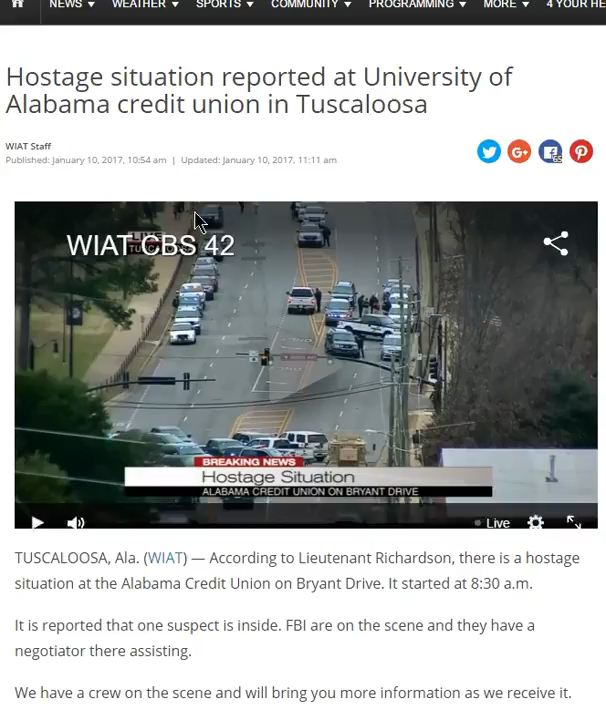 NEWS ▼ WEATHER ▼ SPORTS ▼ COMMUNITY ▼ PROGRAMMING ▼ MORE ▼ 4 YOUR HE
Hostage situation reported at University of
Alabama credit union in Tuscaloosa
WIAT Staff
Published: January 10, 2017, 10:54 am | Updated: January 10, 2017, 11:11 am
WIAT CBS 42
BREAKING NEWS
Hostage Situation
ALABAMA CREDIT UNION ON BRYANT DRIVE
Live
TUSCALOOSA, Ala. (WIAT) — According to Lieutenant Richardson, there is a hostage
situation at the Alabama Credit Union on Bryant Drive. It started at 8:30 a.m.
It is reported that one suspect is inside. FBI are on the scene and they have a
negotiator there assisting.
We have a crew on the scene and will bring you more information as we receive it.